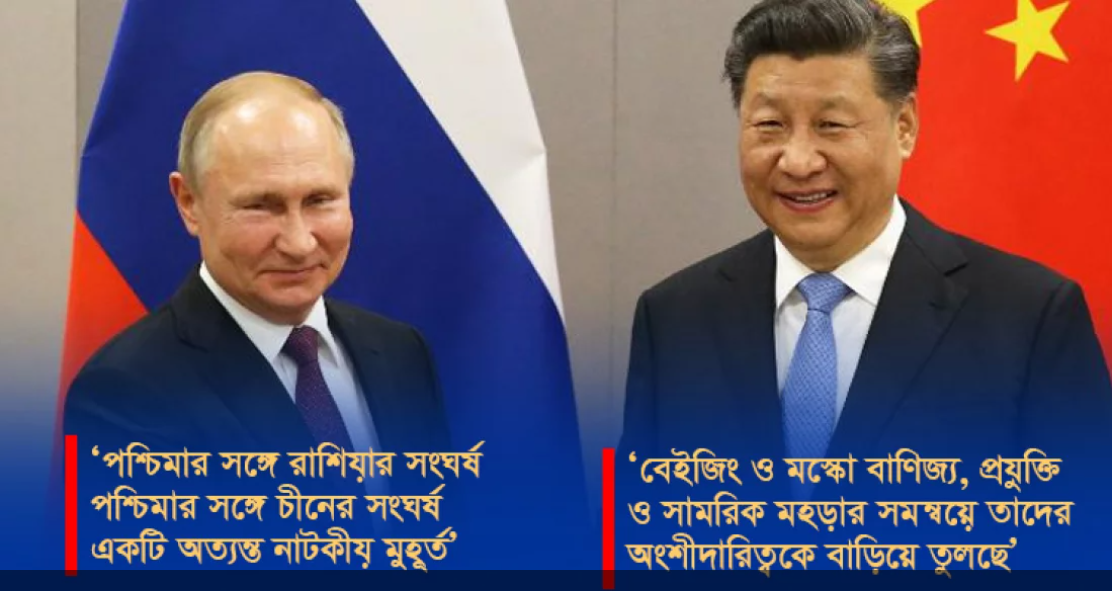 ‘পশ্চিমার সঙ্গে রাশিয়ার সংঘর্ষ
পশ্চিমার সঙ্গে চীনের সংঘর্ষ
একটি অত্যন্ত নাটকীয় মুহূর্ত’
‘বেইজিং ও মস্কো বাণিজ্য, প্রযুক্তি
ও সামরিক মহড়ার সমন্বয়ে তাদের
অংশীদারিত্বকে বাড়িয়ে তুলছে’